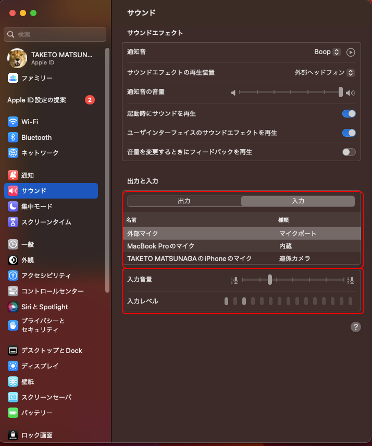 サウンド
検索
TAKETO MATSUN...
Apple ID
ファミリー
Apple ID 設定の提案
2
Wi-Fi
Bluetooth
ネットワーク
通知
サウンド
集中モード
スクリーンタイム
一般
外観
アクセシビリティ
コントロールセンター
Siri と Spotlight
プライバシーと
セキュリティ
デスクトップとDock
ディスプレイ
壁紙
スクリーンセーバ
バッテリー
ロック画面
サウンドエフェクト
通知音
Boop
サウンドエフェクトの再生装置
外部ヘッドフォン
通知音の音量
起動時にサウンドを再生
ユーザインターフェイスのサウンドエフェクトを再生
音量を変更するときにフィードバックを再生
出力と入力
出力
入力
名前
種類
外部マイク
マイクポート
MacBook Proのマイク
内蔵
TAKETO MATSUNAGAのiPhoneのマイク
連係カメラ
入力音量
入力レベル
?